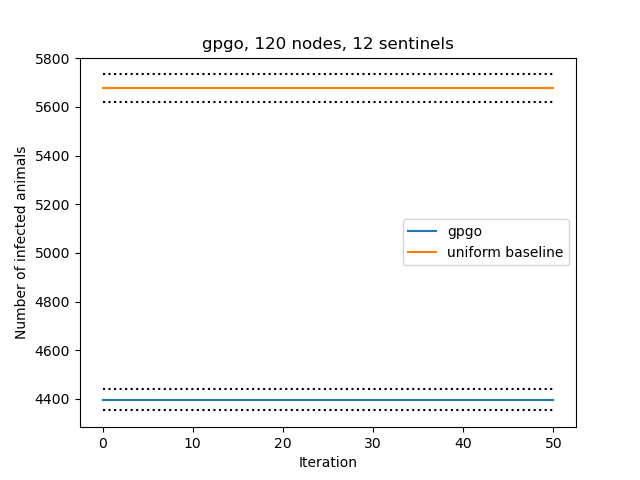 gpgo, 120 nodes, 12 sentinels
Number of infected animals
5800
5600
5400
5200
5000
4800
4600
4400
gpgo
uniform baseline
0 10 20 30 40 50
Iteration